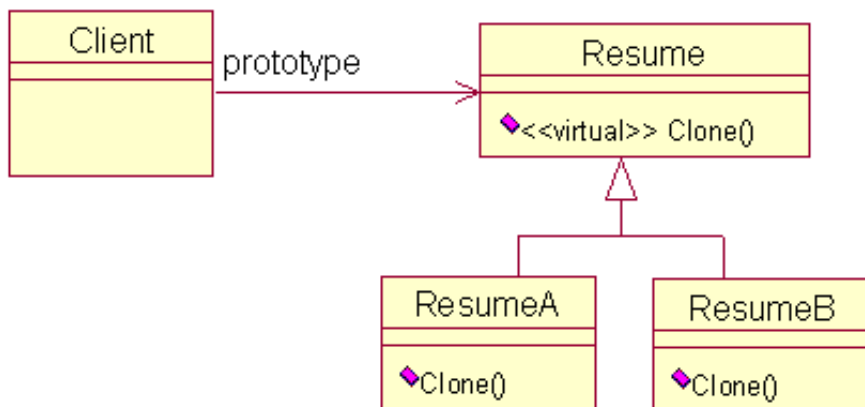 Client
prototype
Resume
<<virtual>> Clone()
ResumeA
Clone()
ResumeB
Clone()